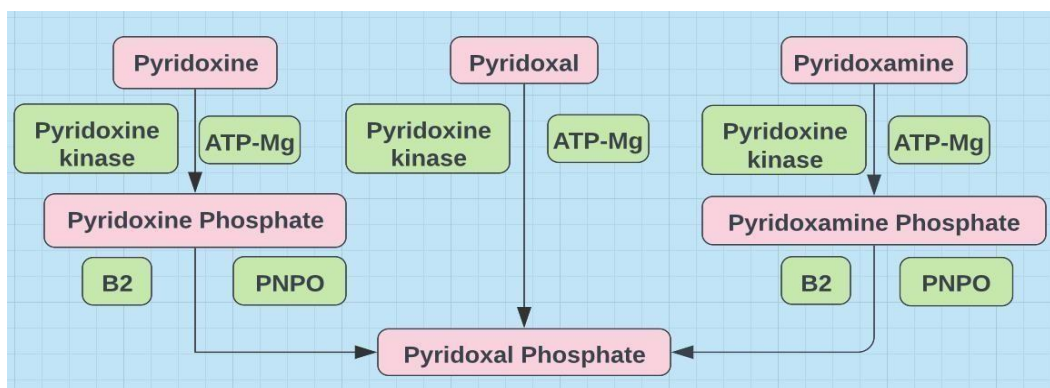 Pyridoxine
Pyridoxal
Pyridoxamine
Pyridoxine
kinase
ATP-Mg
Pyridoxine
kinase
ATP-Mg
Pyridoxine
kinase
ATP-Mg
Pyridoxine Phosphate
Pyridoxamine Phosphate
B2
PNPO
B2
PNPO
Pyridoxal Phosphate